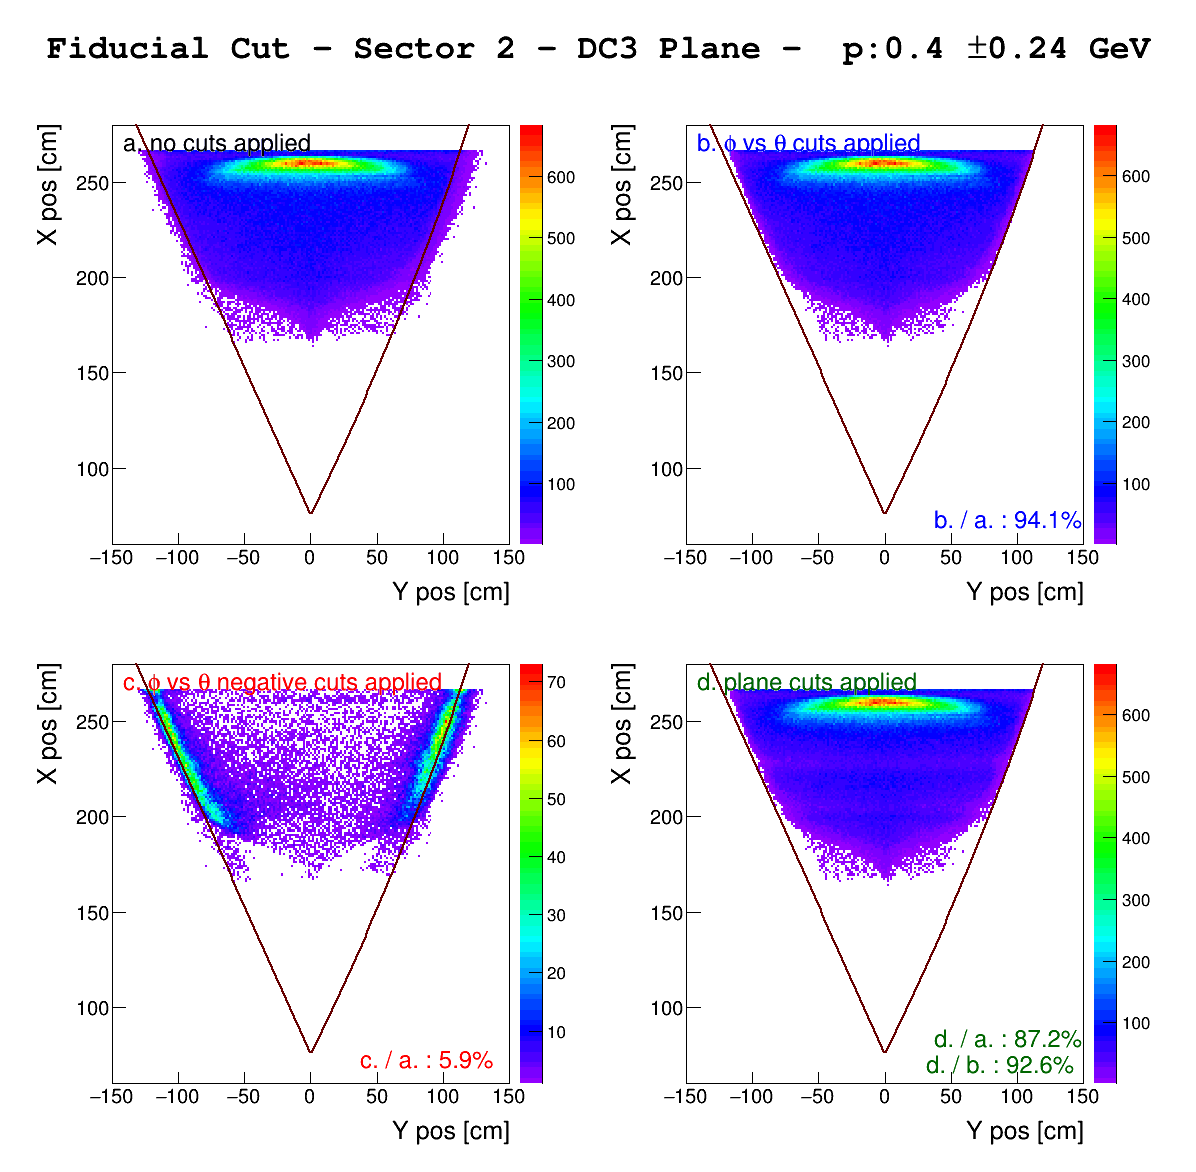 Fiducial Cut − Sector 2 − DC3 Plane − p:0.4 ±0.24 GeV
X pos [cm]
a. no cuts applied
250
200
150
100
−150 −100 −50 0 50 100 150
Y pos [cm]
600
500
400
300
200
100
X pos [cm]
b. ϕ vs θ cuts applied
250
200
150
100
b. / a. : 94.1%
−150 −100 −50 0 50 100 150
Y pos [cm]
600
500
400
300
200
100
X pos [cm]
c. ϕ vs θ negative cuts applied
250
200
150
100
c. / a. : 5.9%
−150 −100 −50 0 50 100 150
Y pos [cm]
70
60
50
40
30
20
10
X pos [cm]
d. plane cuts applied
250
200
150
100
d. / a. : 87.2%
d. / b. : 92.6%
−150 −100 −50 0 50 100 150
Y pos [cm]
600
500
400
300
200
100